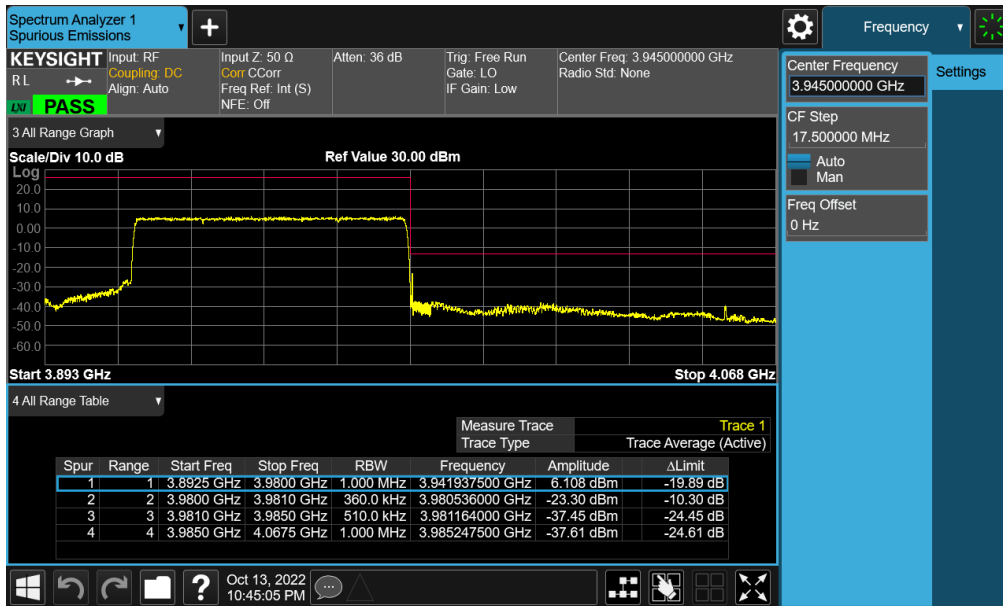 Spectrum Analyzer 1
Spurious Emissions
+
Frequency
KEYSIGHT Input: RF Input Z: 50 Ω Atten: 36 dB Trig: Free Run Center Freq: 3.945000000 GHz
R L Coupling: DC Corr CCorr Gate: LO Radio Std: None
Align: Auto Freq Ref: Int (S) IF Gain: Low
LXI PASS NFE: Off
Center Frequency
3.945000000 GHz
Settings
CF Step
17.500000 MHz
Auto
Man
Freq Offset
0 Hz
3 All Range Graph
Scale/Div 10.0 dB Ref Value 30.00 dBm
Log
20.0
10.0
0.00
-10.0
-20.0
-30.0
-40.0
-50.0
-60.0
Start 3.893 GHz Stop 4.068 GHz
4 All Range Table
Measure Trace Trace 1
Trace Type Trace Average (Active)
Spur Range Start Freq Stop Freq RBW Frequency Amplitude ΔLimit
1 1 3.8925 GHz 3.9800 GHz 1.000 MHz 3.941937500 GHz 6.108 dBm -19.89 dB
2 2 3.9800 GHz 3.9810 GHz 360.0 kHz 3.980536000 GHz -23.30 dBm -10.30 dB
3 3 3.9810 GHz 3.9850 GHz 510.0 kHz 3.981164000 GHz -37.45 dBm -24.45 dB
4 4 3.9850 GHz 4.0675 GHz 1.000 MHz 3.985247500 GHz -37.61 dBm -24.61 dB
? Oct 13, 2022
10:45:05 PM